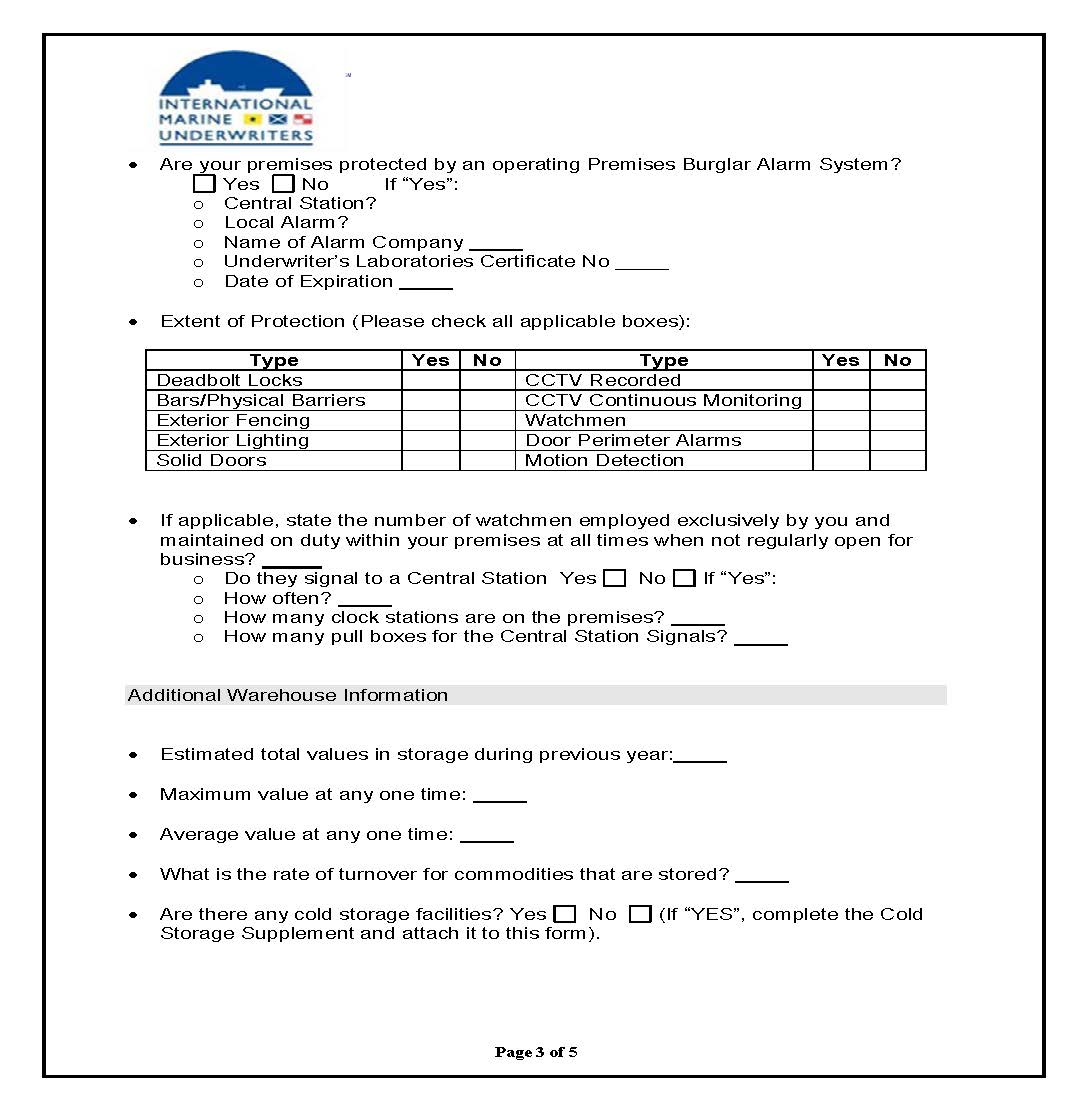 INTERNATIONAL
MARINE
UNDERWRITERS
SM
• Are your premises protected by an operating Premises Burglar Alarm System?
☐ Yes ☐ No If “Yes”:
o Central Station?
o Local Alarm?
o Name of Alarm Company _____
o Underwriter’s Laboratories Certificate No _____
o Date of Expiration _____
• Extent of Protection (Please check all applicable boxes):
Type Yes No Type Yes No
Deadbolt Locks CCTV Recorded
Bars/Physical Barriers CCTV Continuous Monitoring
Exterior Fencing Watchmen
Exterior Lighting Door Perimeter Alarms
Solid Doors Motion Detection
• If applicable, state the number of watchmen employed exclusively by you and
maintained on duty within your premises at all times when not regularly open for
business? _____
o Do they signal to a Central Station Yes ☐ No ☐ If “Yes”:
o How often? _____
o How many clock stations are on the premises? _____
o How many pull boxes for the Central Station Signals? _____
Additional Warehouse Information
• Estimated total values in storage during previous year:_____
• Maximum value at any one time: _____
• Average value at any one time: _____
• What is the rate of turnover for commodities that are stored? _____
• Are there any cold storage facilities? Yes ☐ No ☐ (If “YES”, complete the Cold
Storage Supplement and attach it to this form).
Page 3 of 5